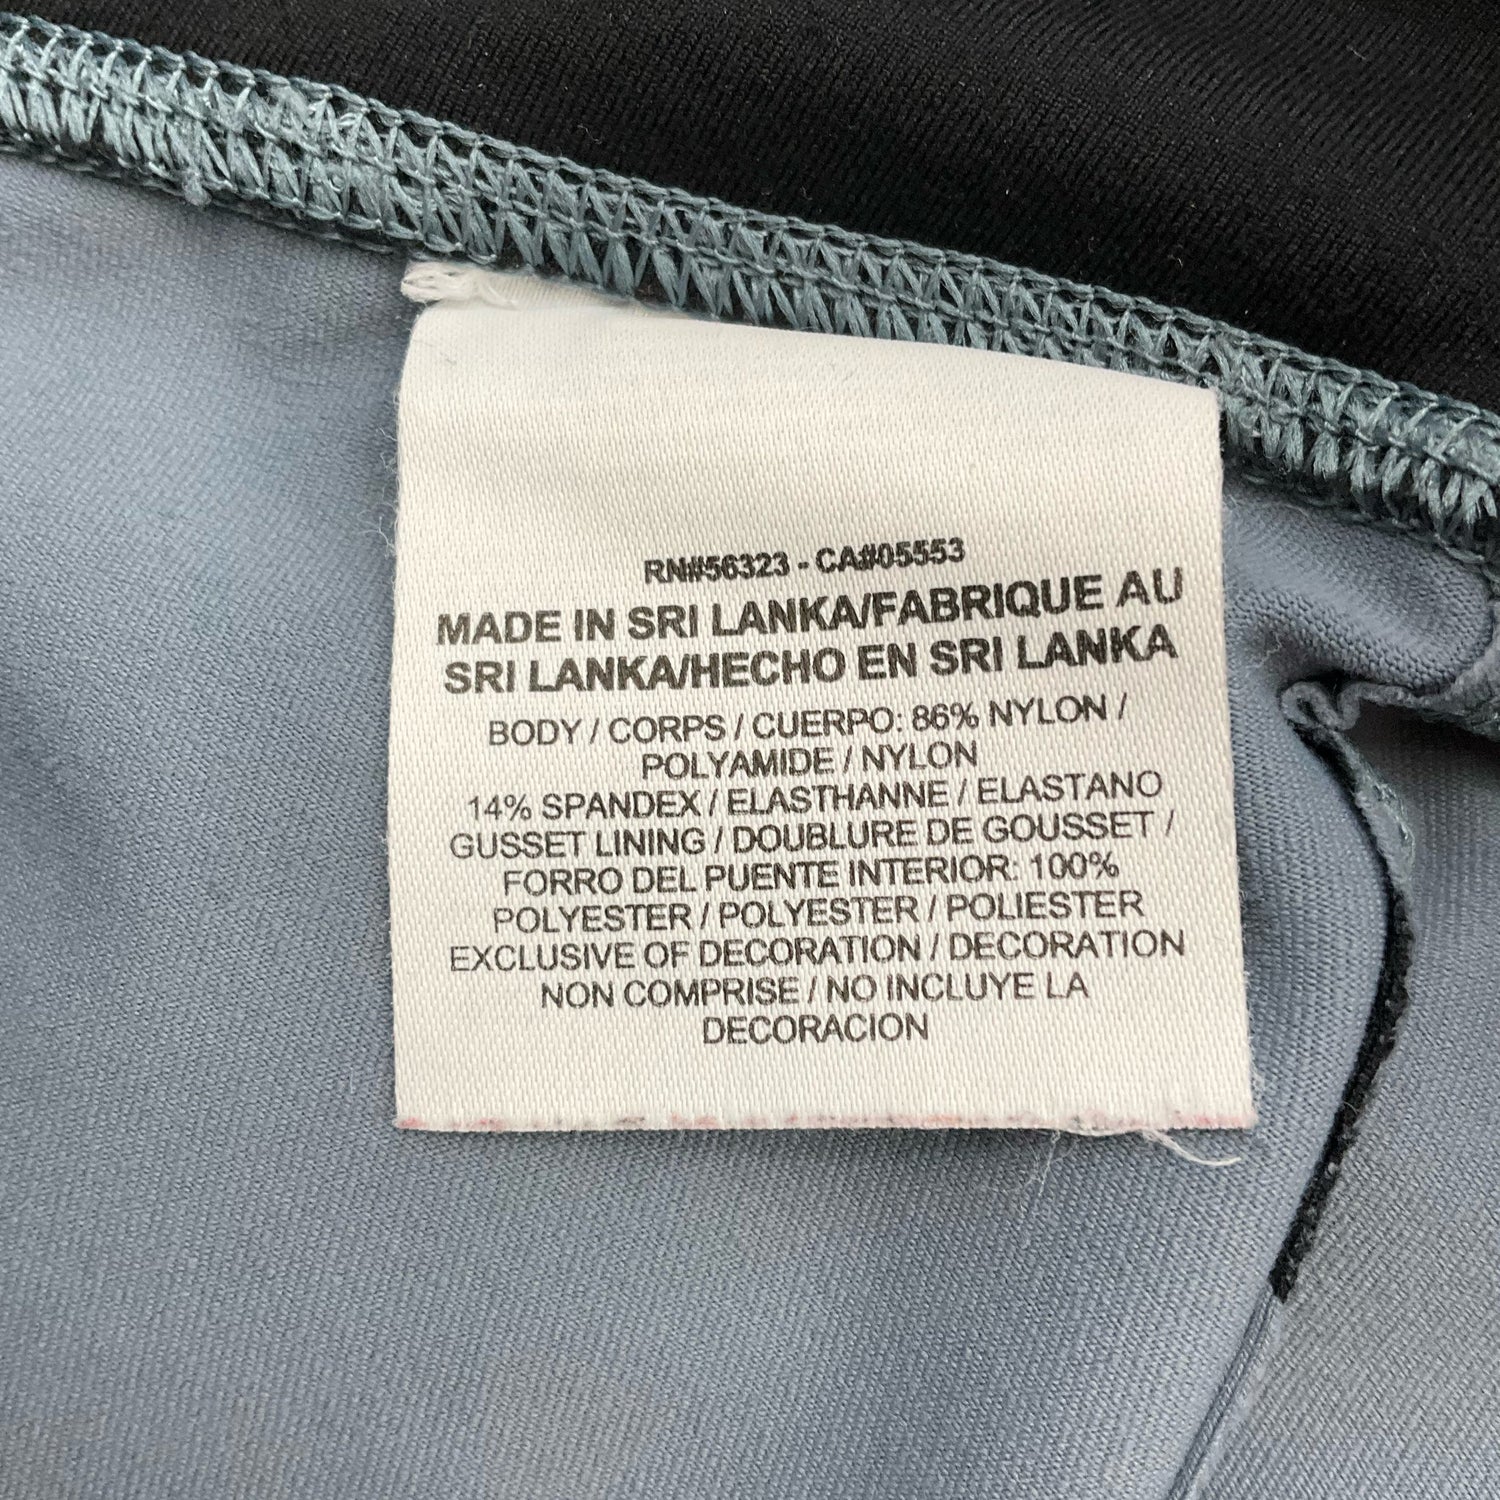 RN#56323 - CA#05553
MADE IN SRI LANKA/FABRIQUE AU
SRI LANKA/HECHO EN SRI LANKA
BODY / CORPS / CUERPO: 86% NYLON /
POLYAMIDE / NYLON
14% SPANDEX / ELASTHANNE / ELASTANO
GUSSET LINING / DOUBLURE DE GOUSSET /
FORRO DEL PUENTE INTERIOR: 100%
POLYESTER / POLYESTER / POLIESTER
EXCLUSIVE OF DECORATION / DECORATION
NON COMPRISE / NO INCLUYE LA
DECORACION